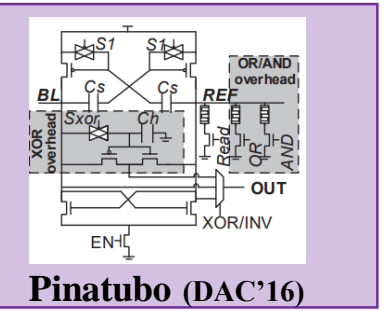 S1 S1
OR/AND
overhead
BL Cs Cs REF
XOR
overhead
Sxor Ch
Read
OR
AND
OUT
XOR/INV
EN
Pinatubo (DAC'16)